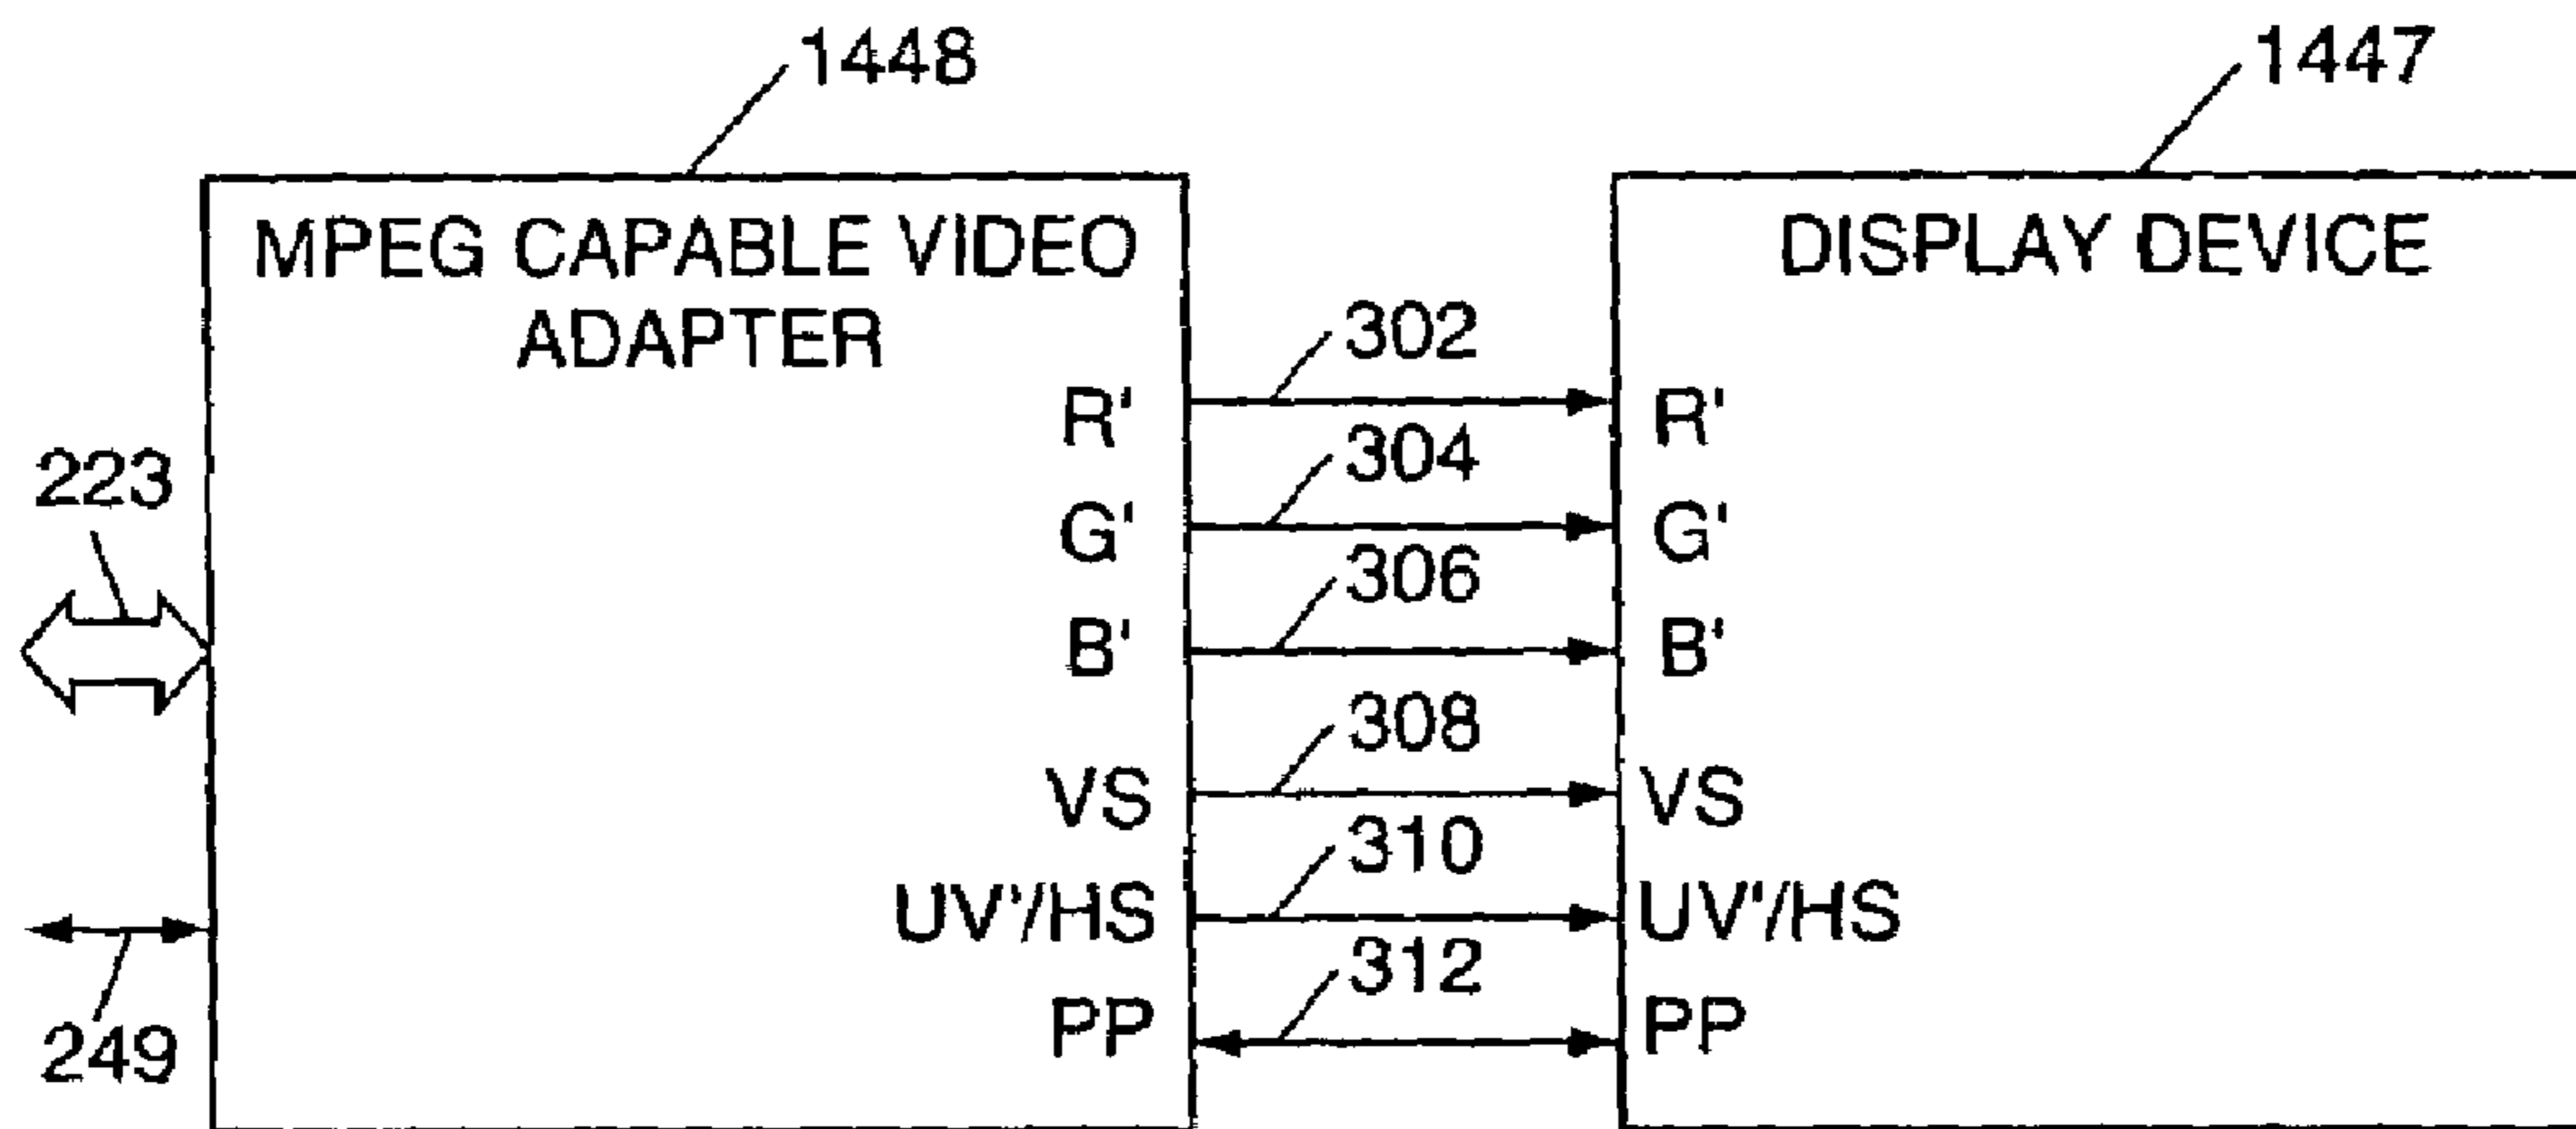 1448
1447
MPEG CAPABLE VIDEO
ADAPTER
DISPLAY DEVICE
302
R'
R'
304
G'
G'
223
306
B'
B'
308
VS
VS
310
UV'/HS
UV'/HS
312
PP
PP
249